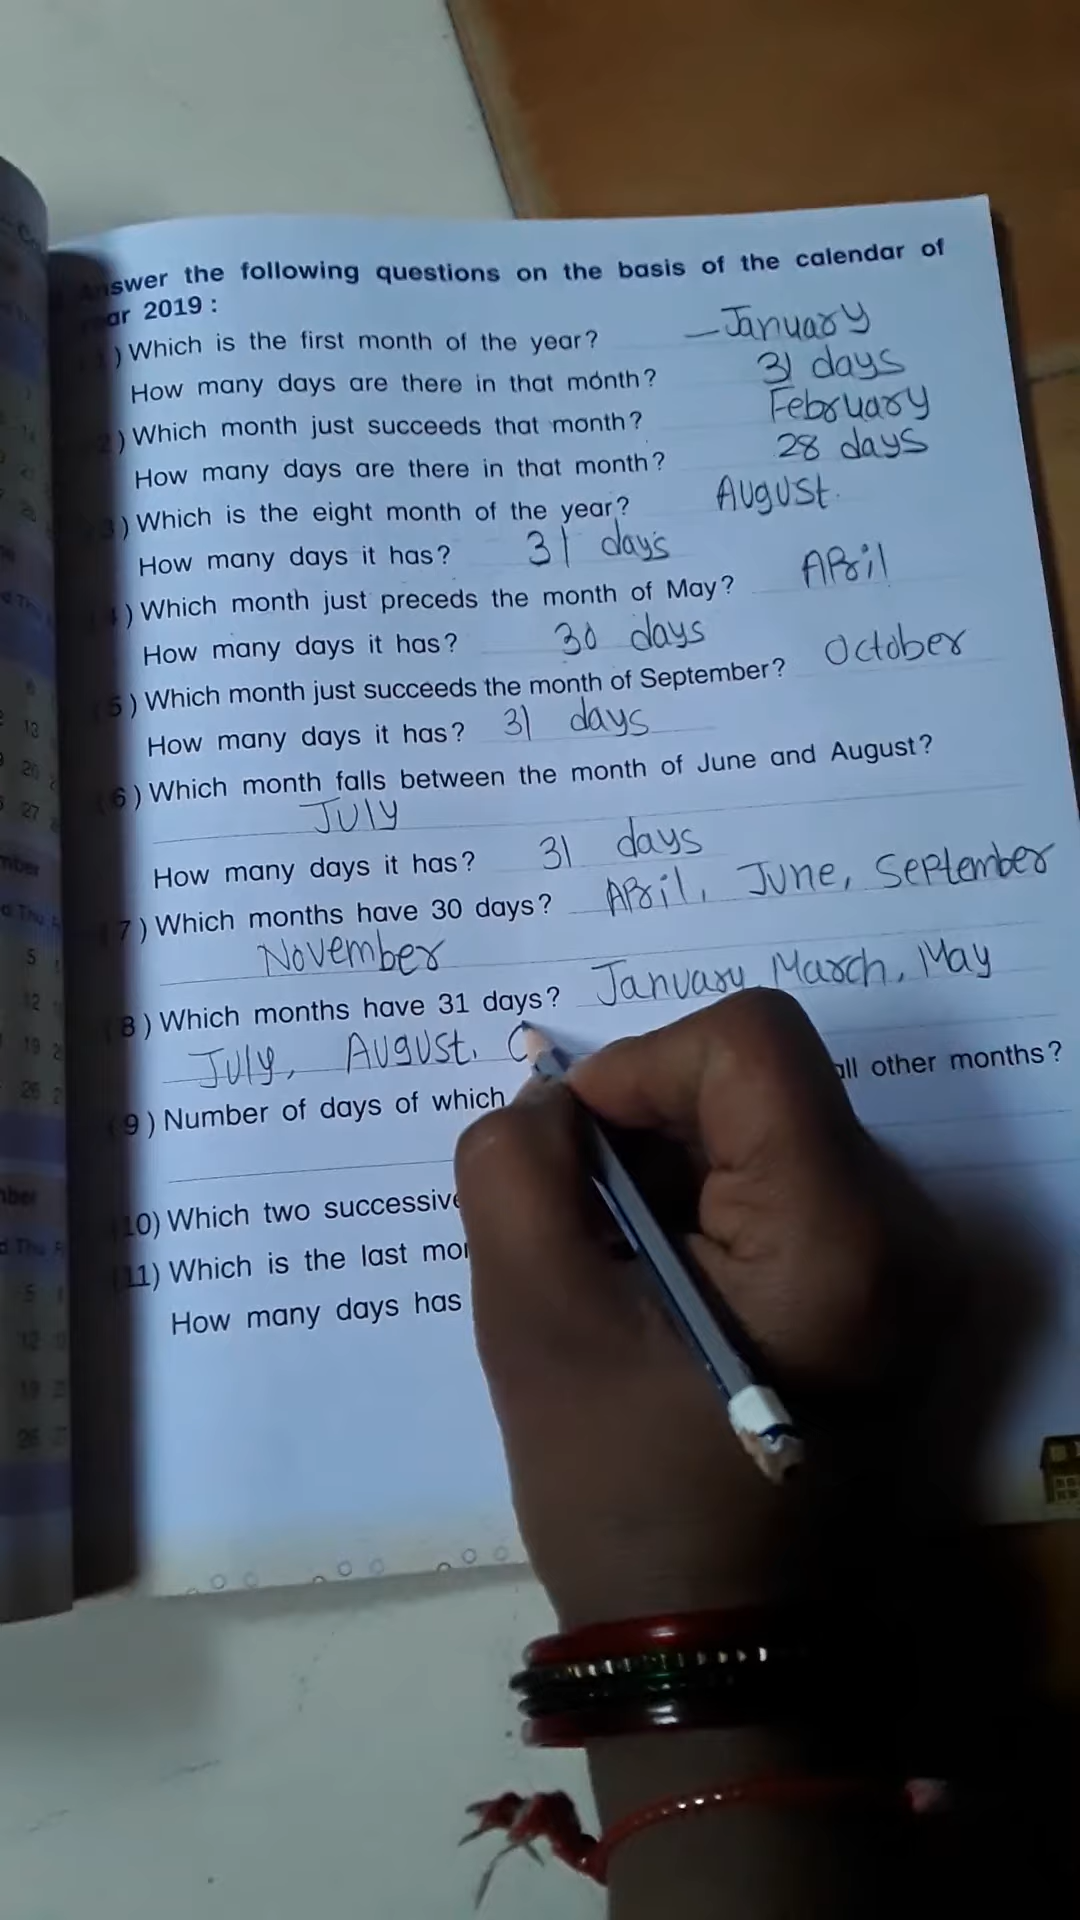 Answer the following questions on the basis of the calendar of
ar 2019 :
) Which is the first month of the year? — January
How many days are there in that month? 31 days
2) Which month just succeeds that month? February
How many days are there in that month? 28 days
3) Which is the eight month of the year? August.
How many days it has? 31 days
4) Which month just preceds the month of May? April
How many days it has? 30 days
(5) Which month just succeeds the month of September? October
How many days it has? 31 days
(6) Which month falls between the month of June and August?
July
How many days it has? 31 days
(7) Which months have 30 days? April, June, September
November
(8) Which months have 31 days? January, March, May
July, August,
(9) Number of days of which all other months?
(10) Which two successive
(11) Which is the last
How many days has